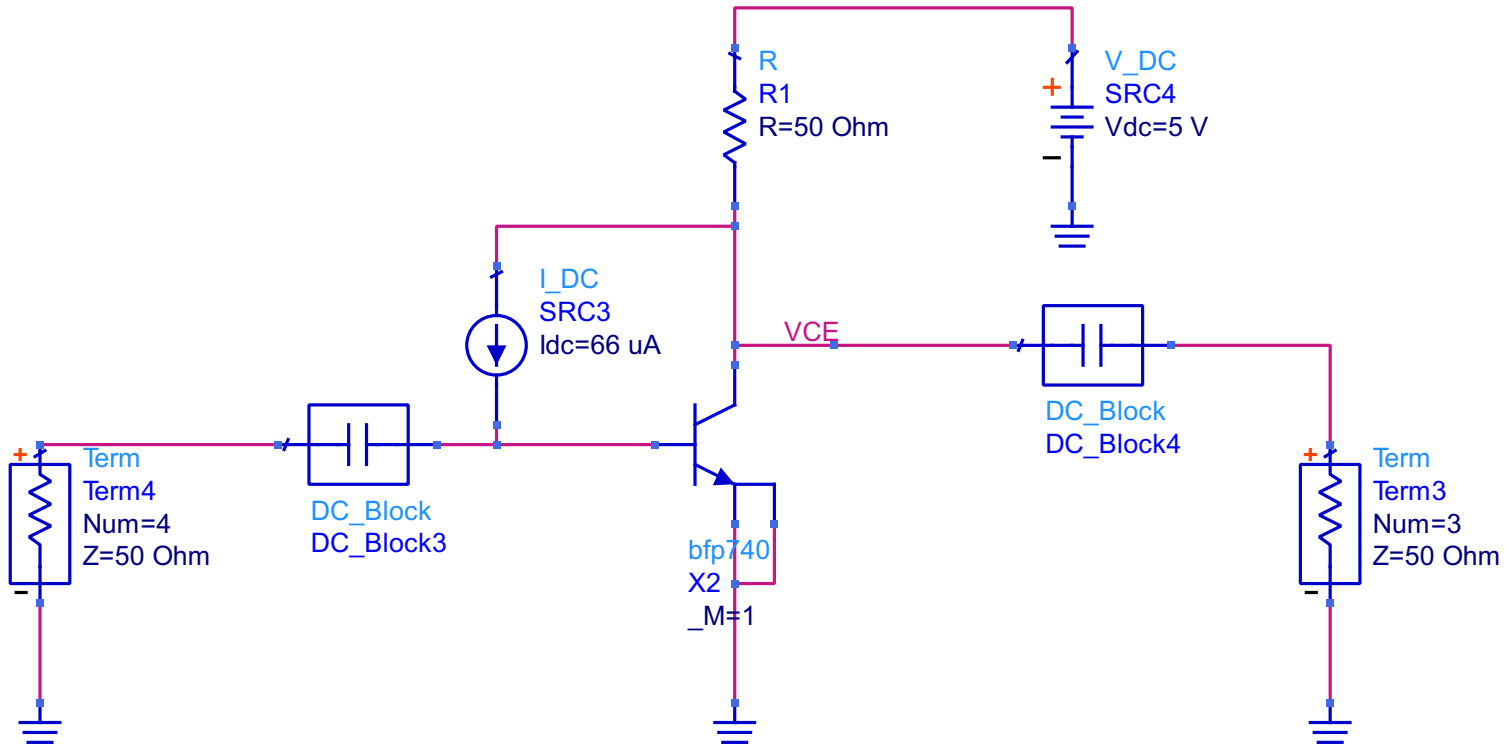 R
R1
R=50 Ohm
V_DC
SRC4
Vdc=5 V
+
−
I_DC
SRC3
Idc=66 uA
VCE
DC_Block
DC_Block4
+
Term
Term4
Num=4
Z=50 Ohm
−
DC_Block
DC_Block3
bfp740
X2
_M=1
+
Term
Term3
Num=3
Z=50 Ohm
−